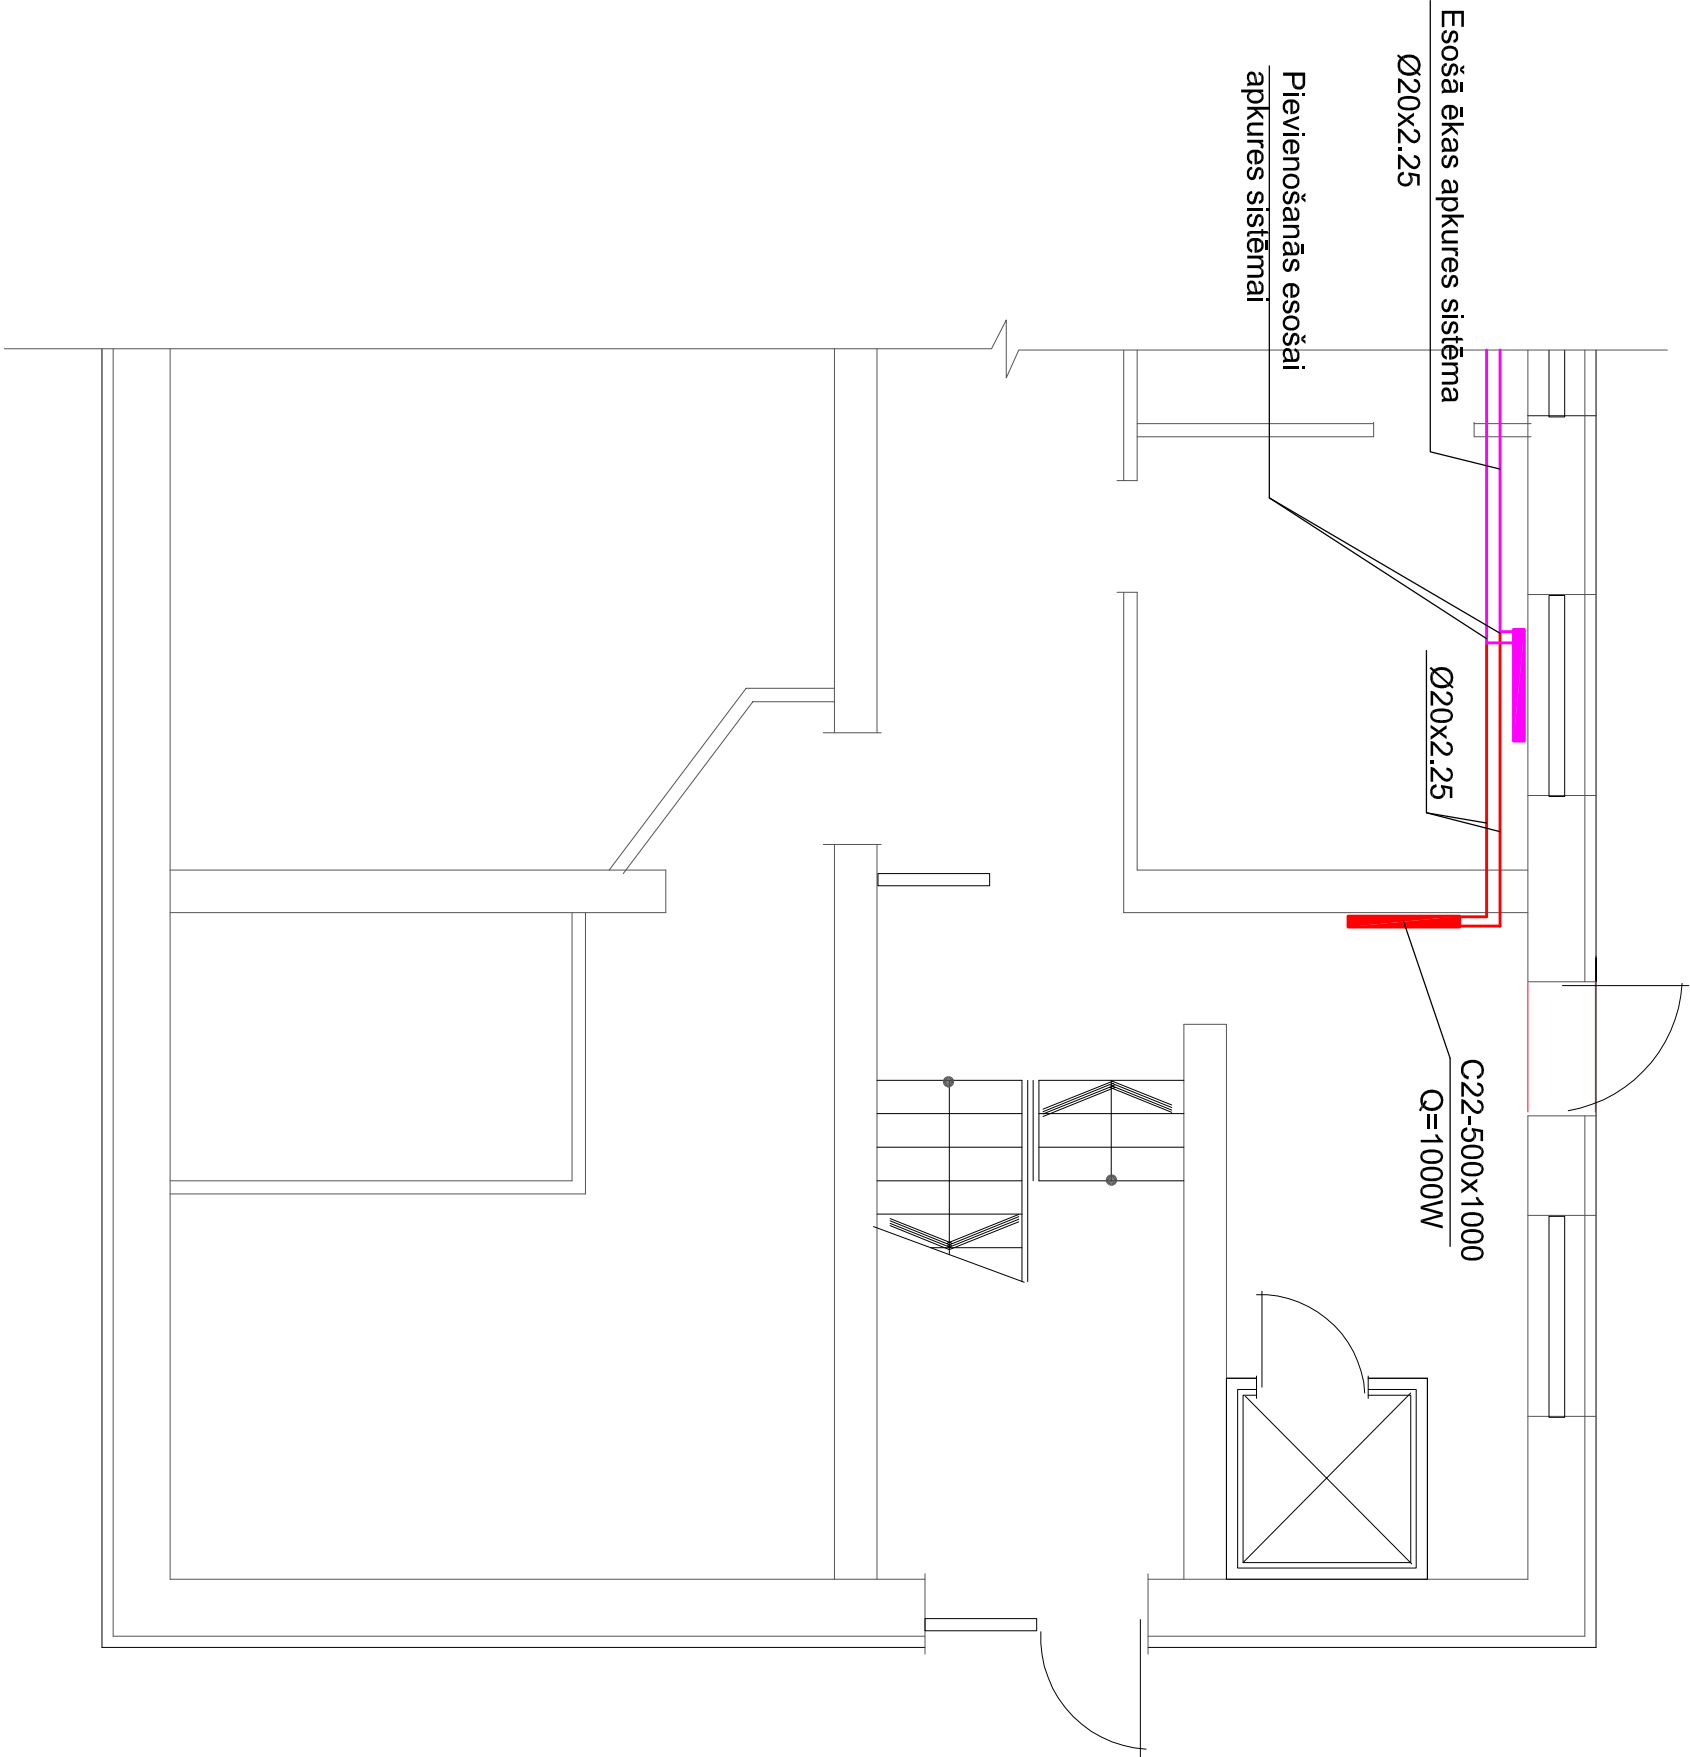 Esošā ēkas apkures sistēma
Ø20x2.25
Pievienošanās esošai
apkures sistēmai
Ø20x2.25
C22-500x1000
Q=1000W